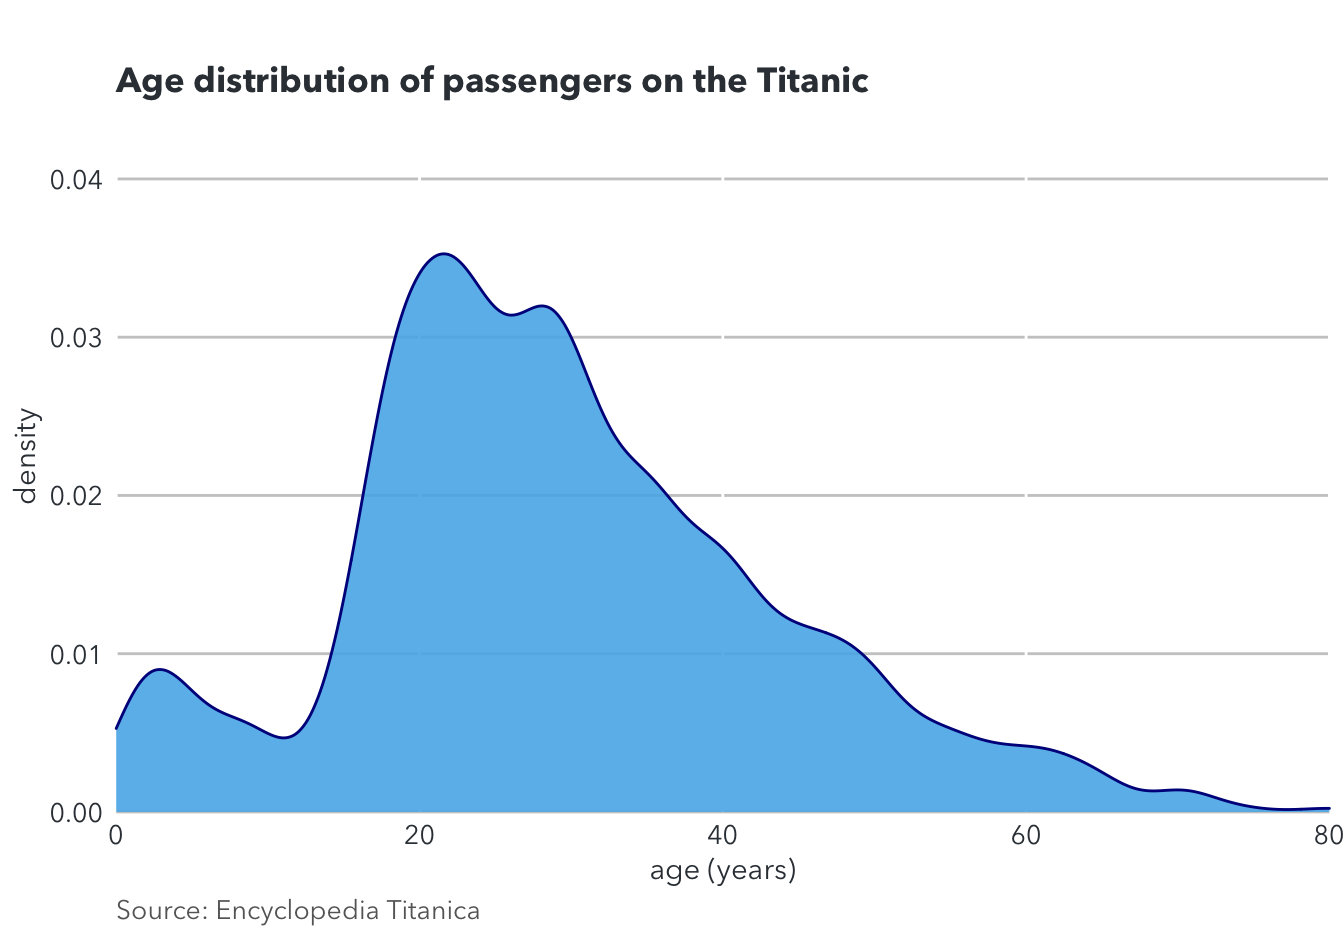 Age distribution of passengers on the Titanic
0.04
0.03
0.02
0.01
0.00
density
0 20 40 60 80
age (years)
Source: Encyclopedia Titanica